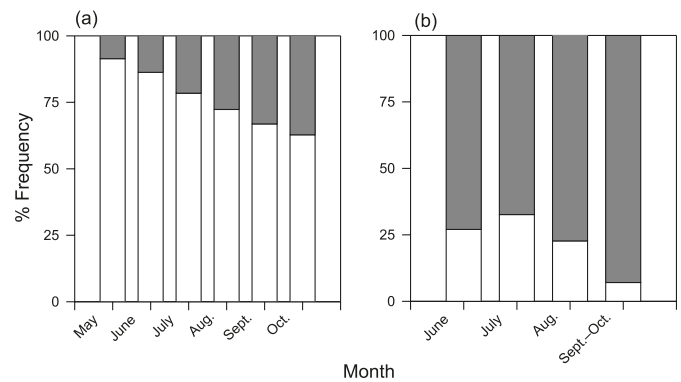 (a)
(b)
% Frequency
100
75
50
25
0
May
June
July
Aug.
Sept.
Oct.
100
75
50
25
0
June
July
Aug.
Sept.–Oct.
Month